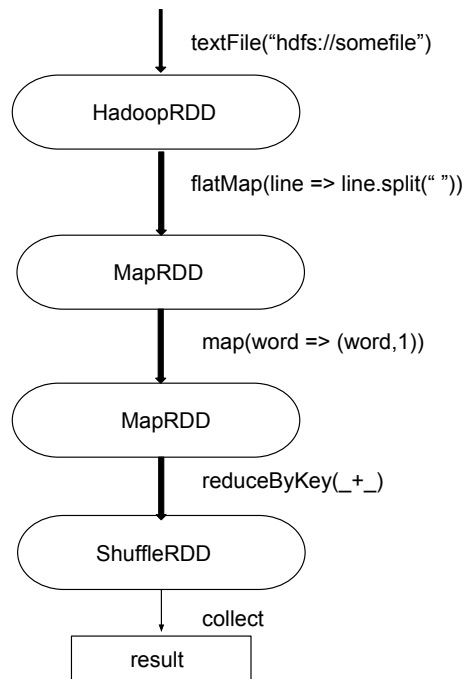 textFile(“hdfs://somefile”)
HadoopRDD
flatMap(line => line.split(“ ”))
MapRDD
map(word => (word,1))
MapRDD
reduceByKey(_+_)
ShuffleRDD
collect
result